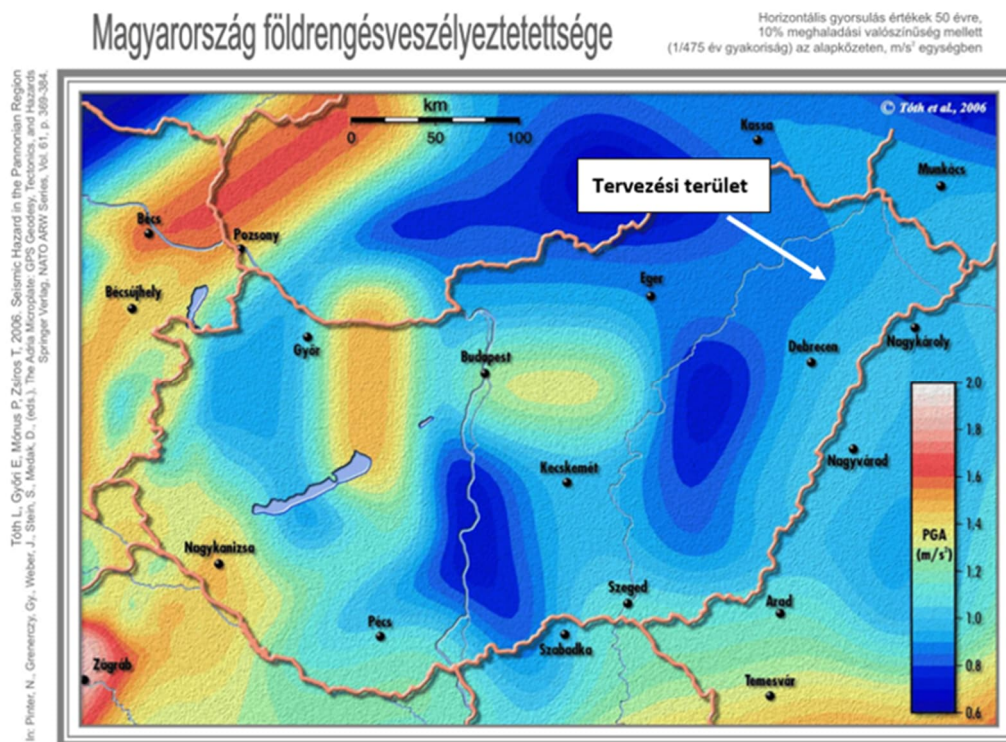 Magyarország földrengésveszélyeztetettsége
Horizontális gyorsulás értékek 50 évre,
10% meghaladási valószínűség mellett
(1/475 év gyakoriság) az alapkőzeten, m/s² egységben
Tóth L, Győri E, Mónus P, Zsíros T, 2006. Seismic Hazard in the Pannonian Region
In: Pinter, N., Grenerczy, Gy., Weber, J., Stein, S., Medak, D., (eds.), The Adria Microplate: GPS Geodesy, Tectonics, and Hazards
Springer Verlag, NATO ARW Series, Vol. 61, p. 369-384.
km
0 50 100
© Tóth et al., 2006
Kassa
Munkács
Tervezési terület
Bécs
Pozsony
Eger
Bécsújhely
Győr
Budapest
Debrecen
Nagykároly
Kecskemét
Nagyvárad
Nagykanizsa
Szeged
Arad
Pécs
Szabadka
Zágráb
Temesvár
PGA
(m/s²)
2.0
1.8
1.6
1.4
1.2
1.0
0.8
0.6